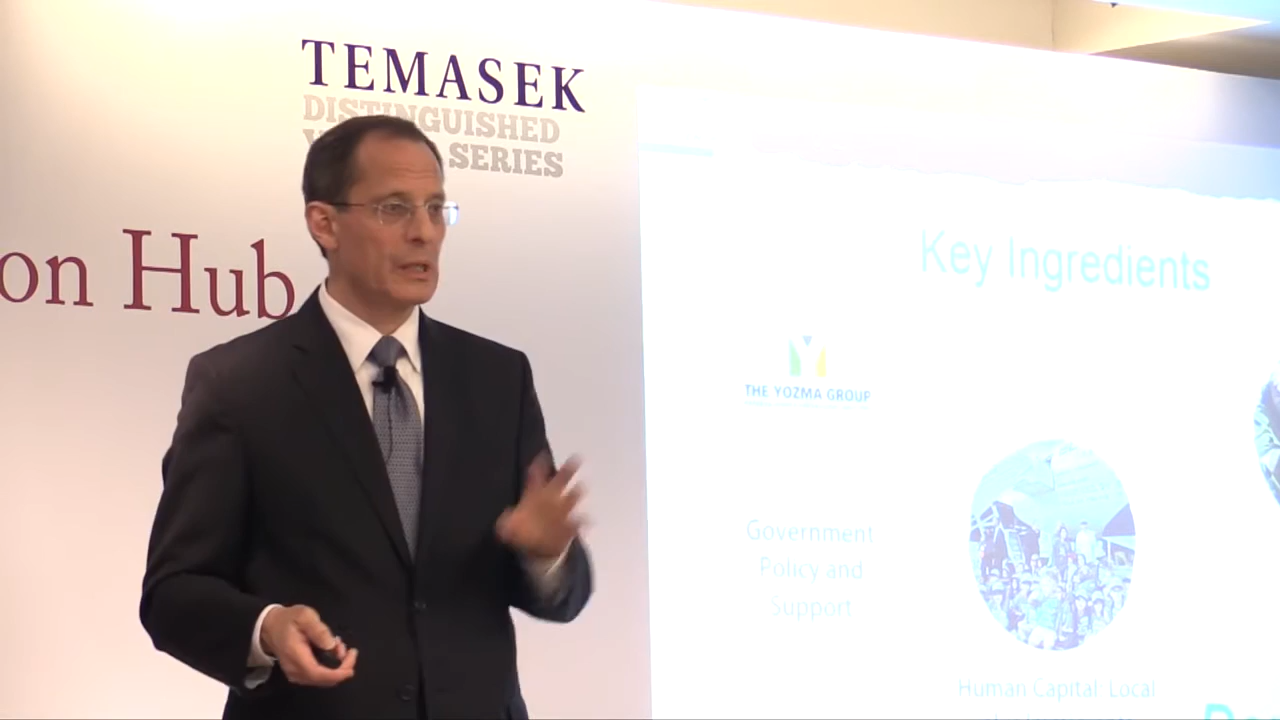 TEMASEK
DISTINGUISHED
SERIES
on Hub
Key Ingredients
THE YOZMA GROUP
Government
Policy and
Support
Human Capital: Local